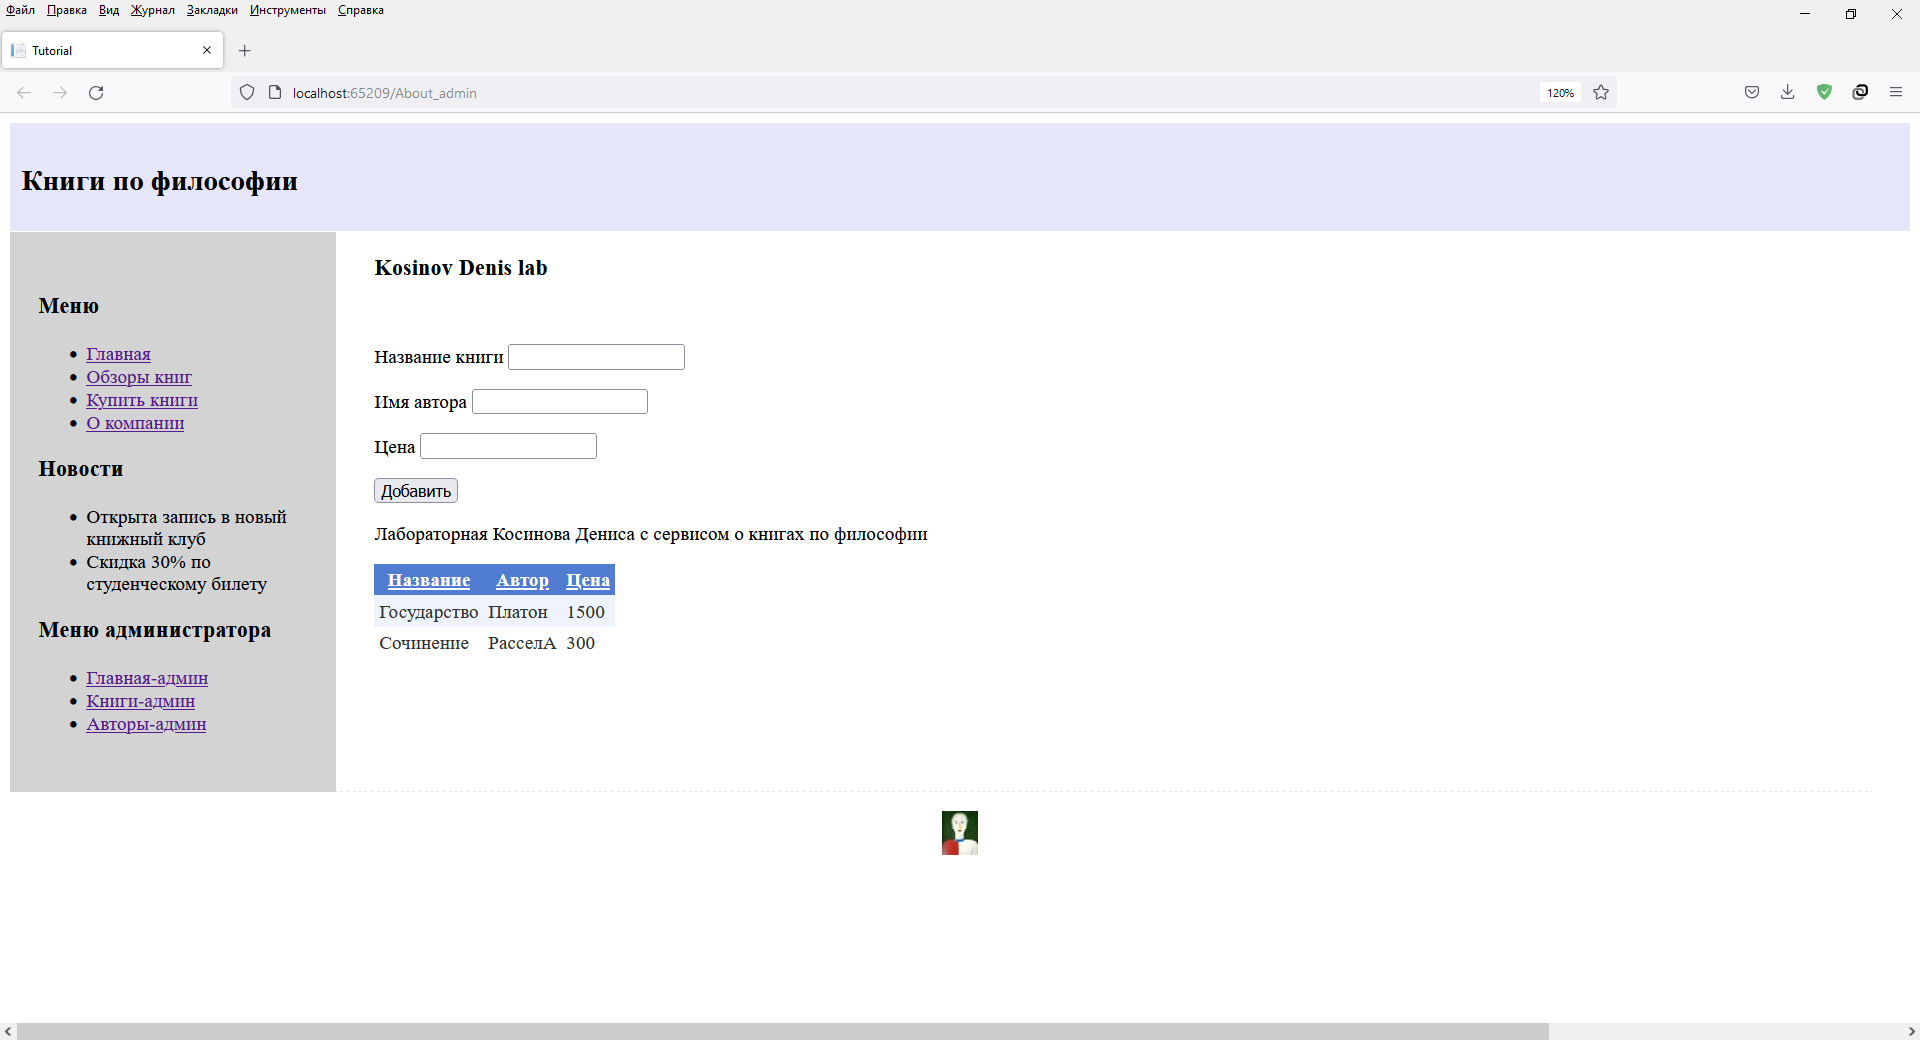 Файл Правка Вид Журнал Закладки Инструменты Справка
Tutorial
localhost:65209/About_admin
120%
Книги по философии
Меню
Главная
Обзоры книг
Купить книги
О компании
Новости
Открыта запись в новый
книжный клуб
Скидка 30% по
студенческому билету
Меню администратора
Главная-админ
Книги-админ
Авторы-админ
Kosinov Denis lab
Название книги
Имя автора
Цена
Добавить
Лабораторная Косинова Дениса с сервисом о книгах по философии
Название Автор Цена
Государство Платон 1500
Сочинение РасселА 300